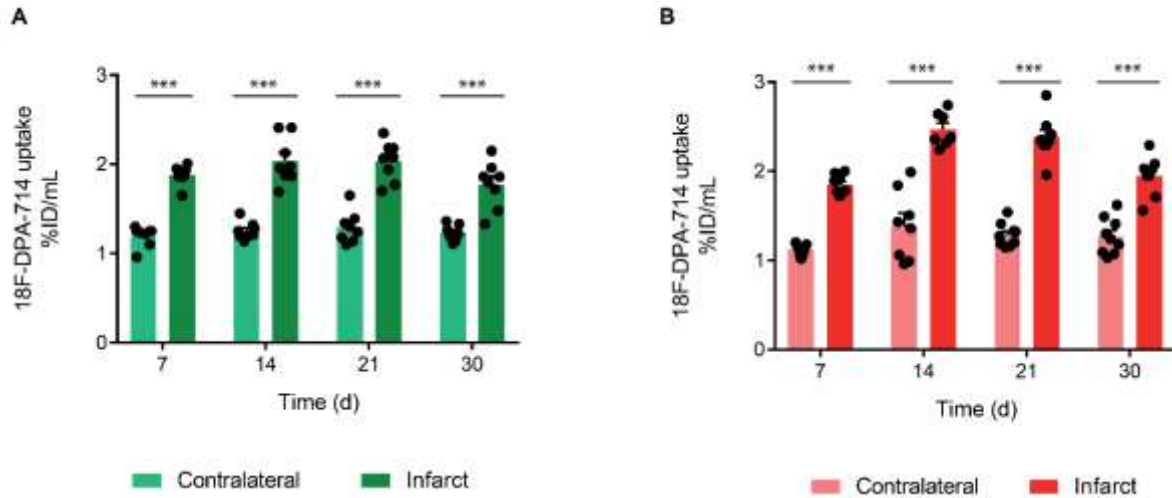 A
B
*** *** *** ***
*** *** *** ***
18F-DPA-714 uptake
%ID/mL
3
2
1
0
7 14 21 30
Time (d)
Contralateral Infarct
18F-DPA-714 uptake
%ID/mL
3
2
1
0
7 14 21 30
Time (d)
Contralateral Infarct